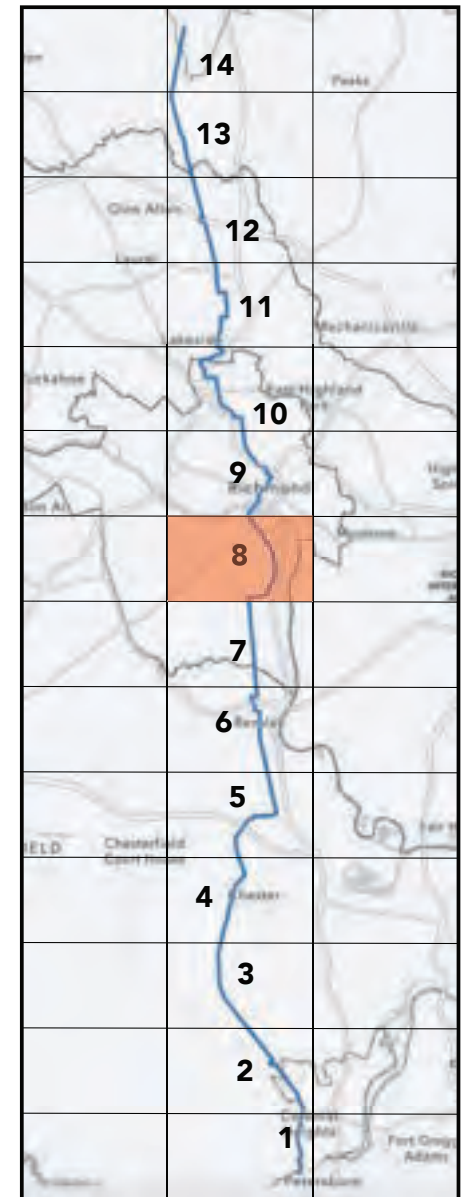 14
Peaks
13
Glen Allen
12
Laurel
11
Mechanicsville
Lakeside
East Highland
Park
10
9
Richmond
8
7
6
5
Chesterfield
Court House
IELD
4
Chester
3
2
Colonial
Heights
1
Fort Gregg
Adams
Petersburg